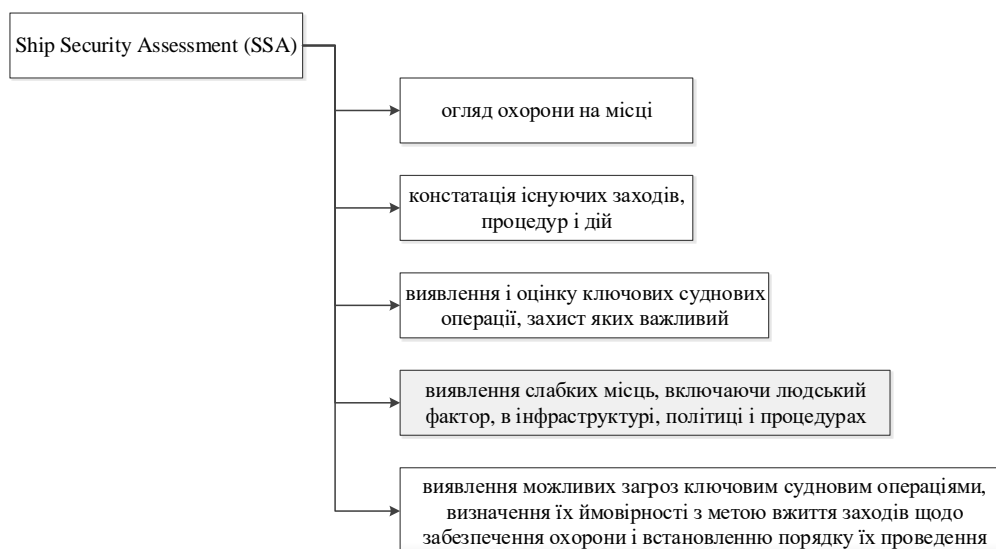 Ship Security Assessment (SSA)
огляд охорони на місці
констатація існуючих заходів,
процедур і дій
виявлення і оцінку ключових суднових
операції, захист яких важливий
виявлення слабких місць, включаючи людський
фактор, в інфраструктурі, політиці і процедурах
виявлення можливих загроз ключовим судновим операціями,
визначення їх ймовірності з метою вжиття заходів щодо
забезпечення охорони і встановленню порядку їх проведення